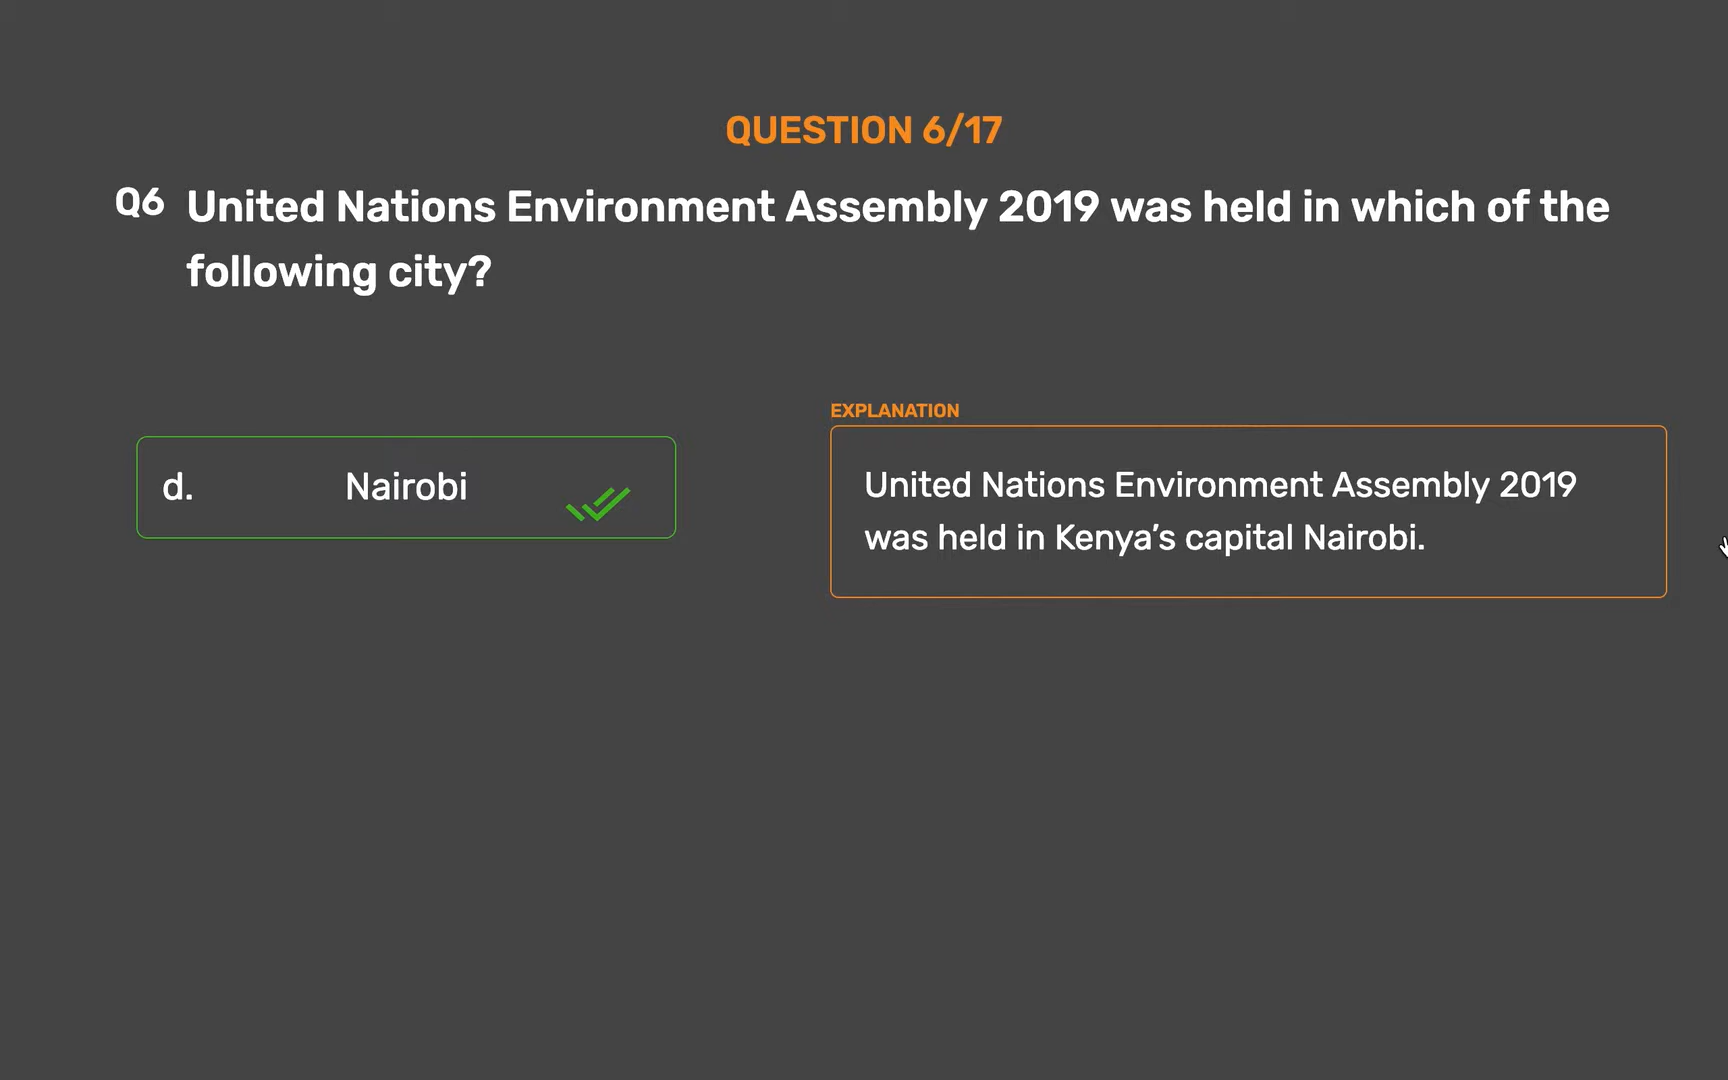 QUESTION 6/17
Q6 United Nations Environment Assembly 2019 was held in which of the
following city?
d. Nairobi
EXPLANATION
United Nations Environment Assembly 2019
was held in Kenya’s capital Nairobi.